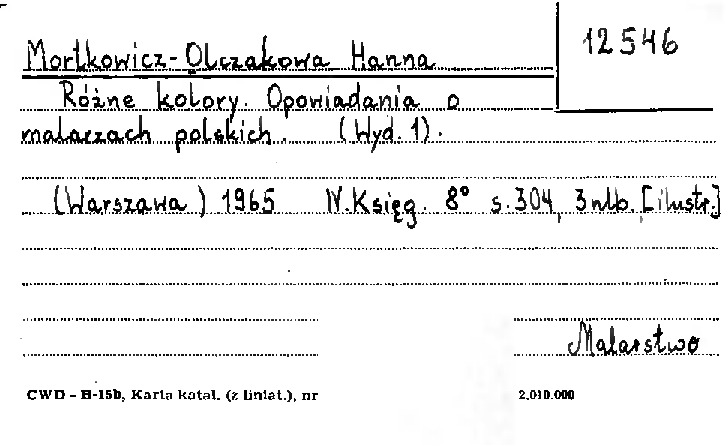 12546
Mortkowicz-Olczakowa Hanna
Różne kolory. Opowiadania o
malarzach polskich. (Wyd. 1).
(Warszawa) 1965 N.Księg. 8° s.304, 3nlb. [ilustr.]
Malarstwo
CWD - H-15b, Karta katal. (z liniat.), nr 2.010.000